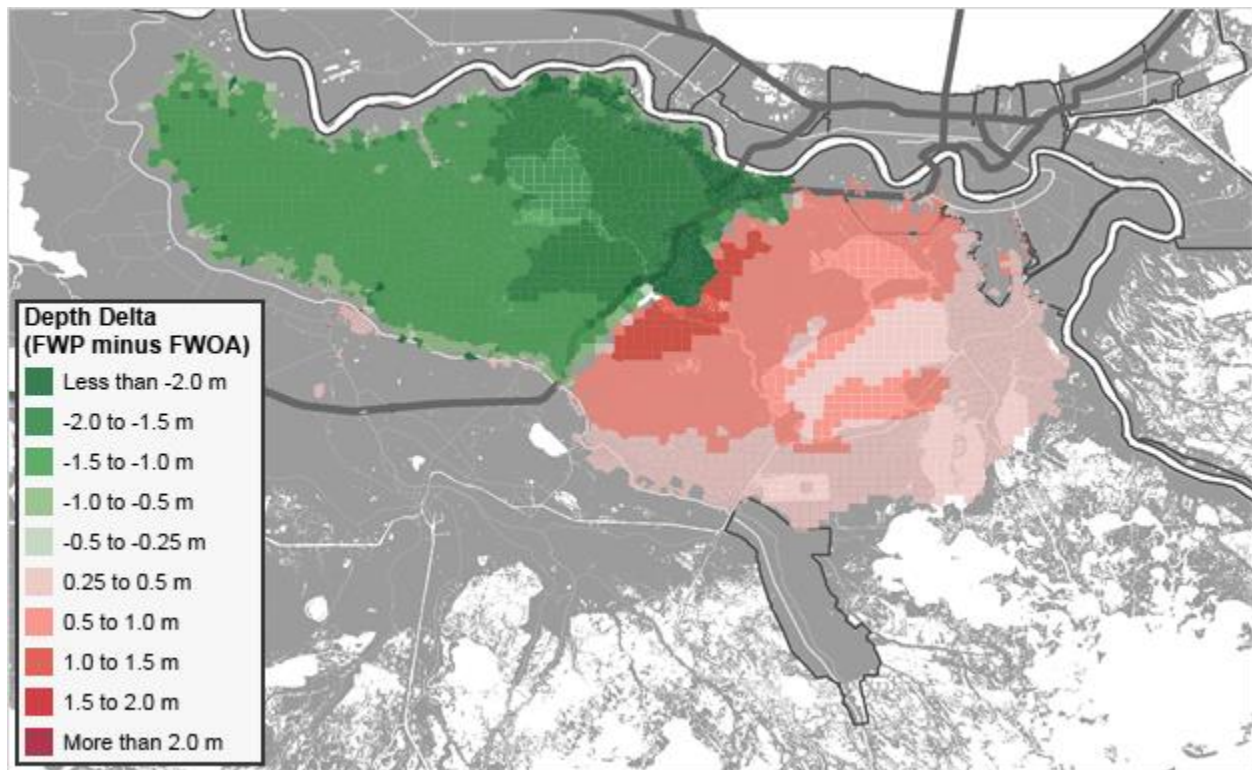 Depth Delta
(FWP minus FWOA)
Less than -2.0 m
-2.0 to -1.5 m
-1.5 to -1.0 m
-1.0 to -0.5 m
-0.5 to -0.25 m
0.25 to 0.5 m
0.5 to 1.0 m
1.0 to 1.5 m
1.5 to 2.0 m
More than 2.0 m